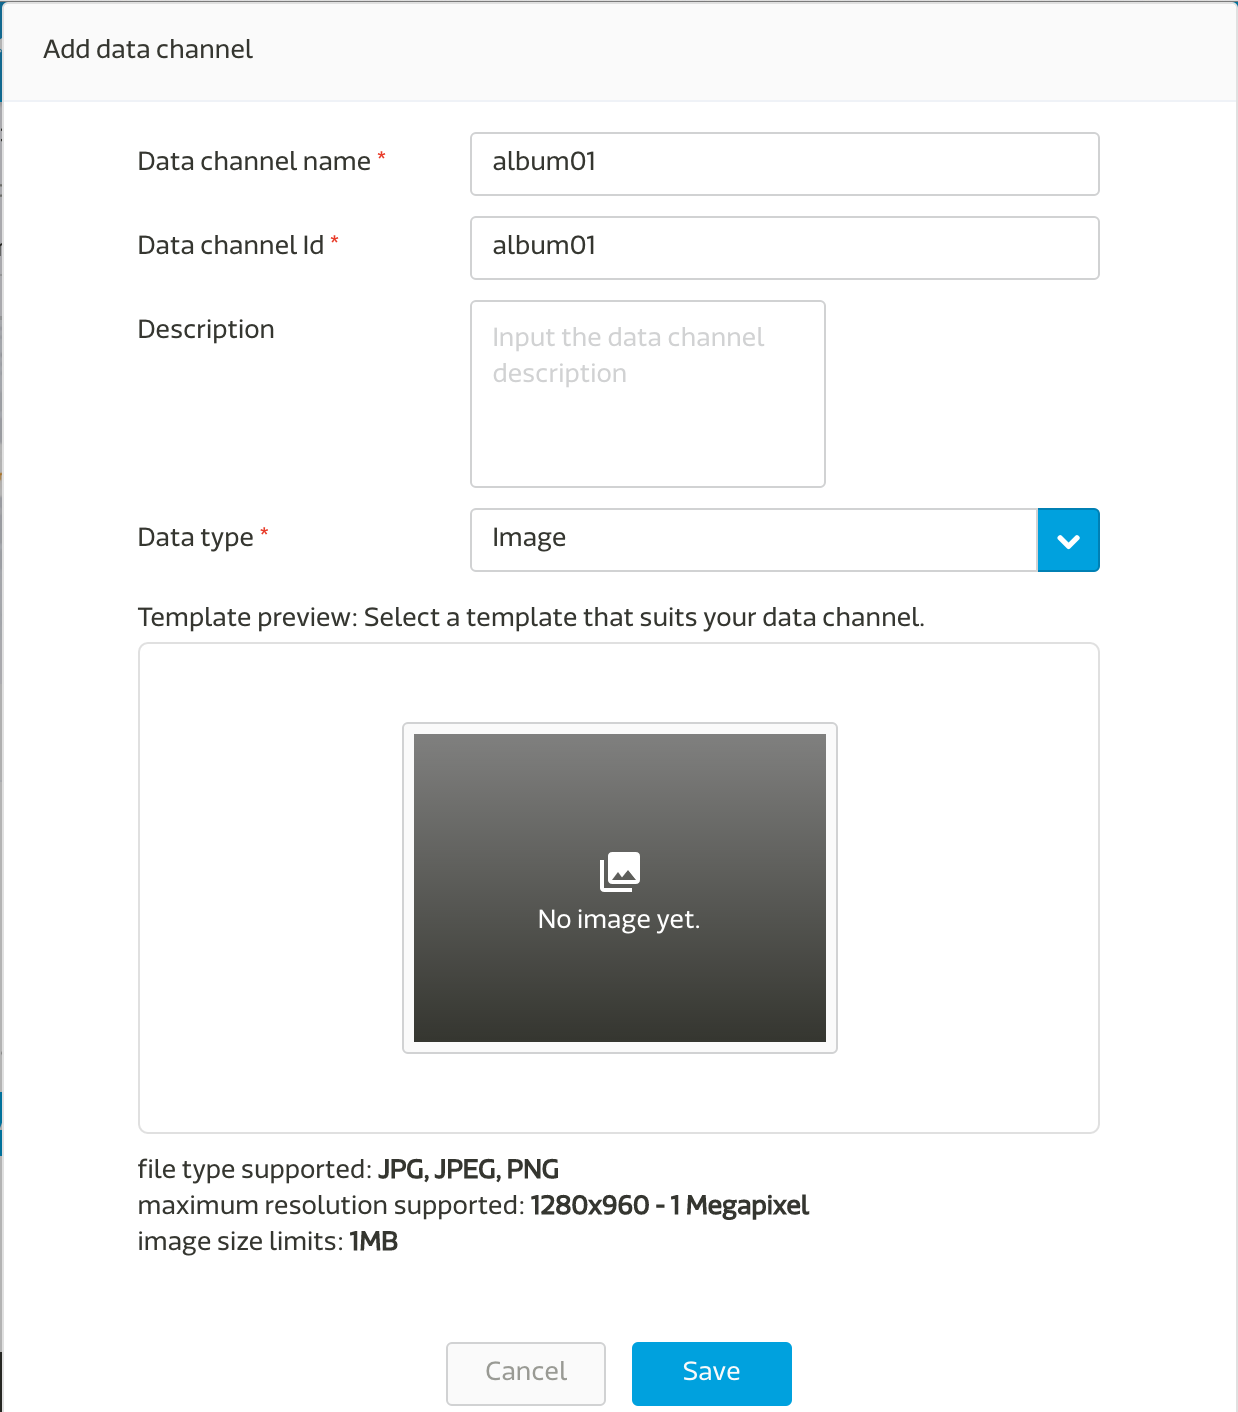 Add data channel
Data channel name *
album01
Data channel Id *
album01
Description
Input the data channel
description
Data type *
Image
Template preview: Select a template that suits your data channel.
No image yet.
file type supported: JPG, JPEG, PNG
maximum resolution supported: 1280x960 - 1 Megapixel
image size limits: 1MB
Cancel
Save